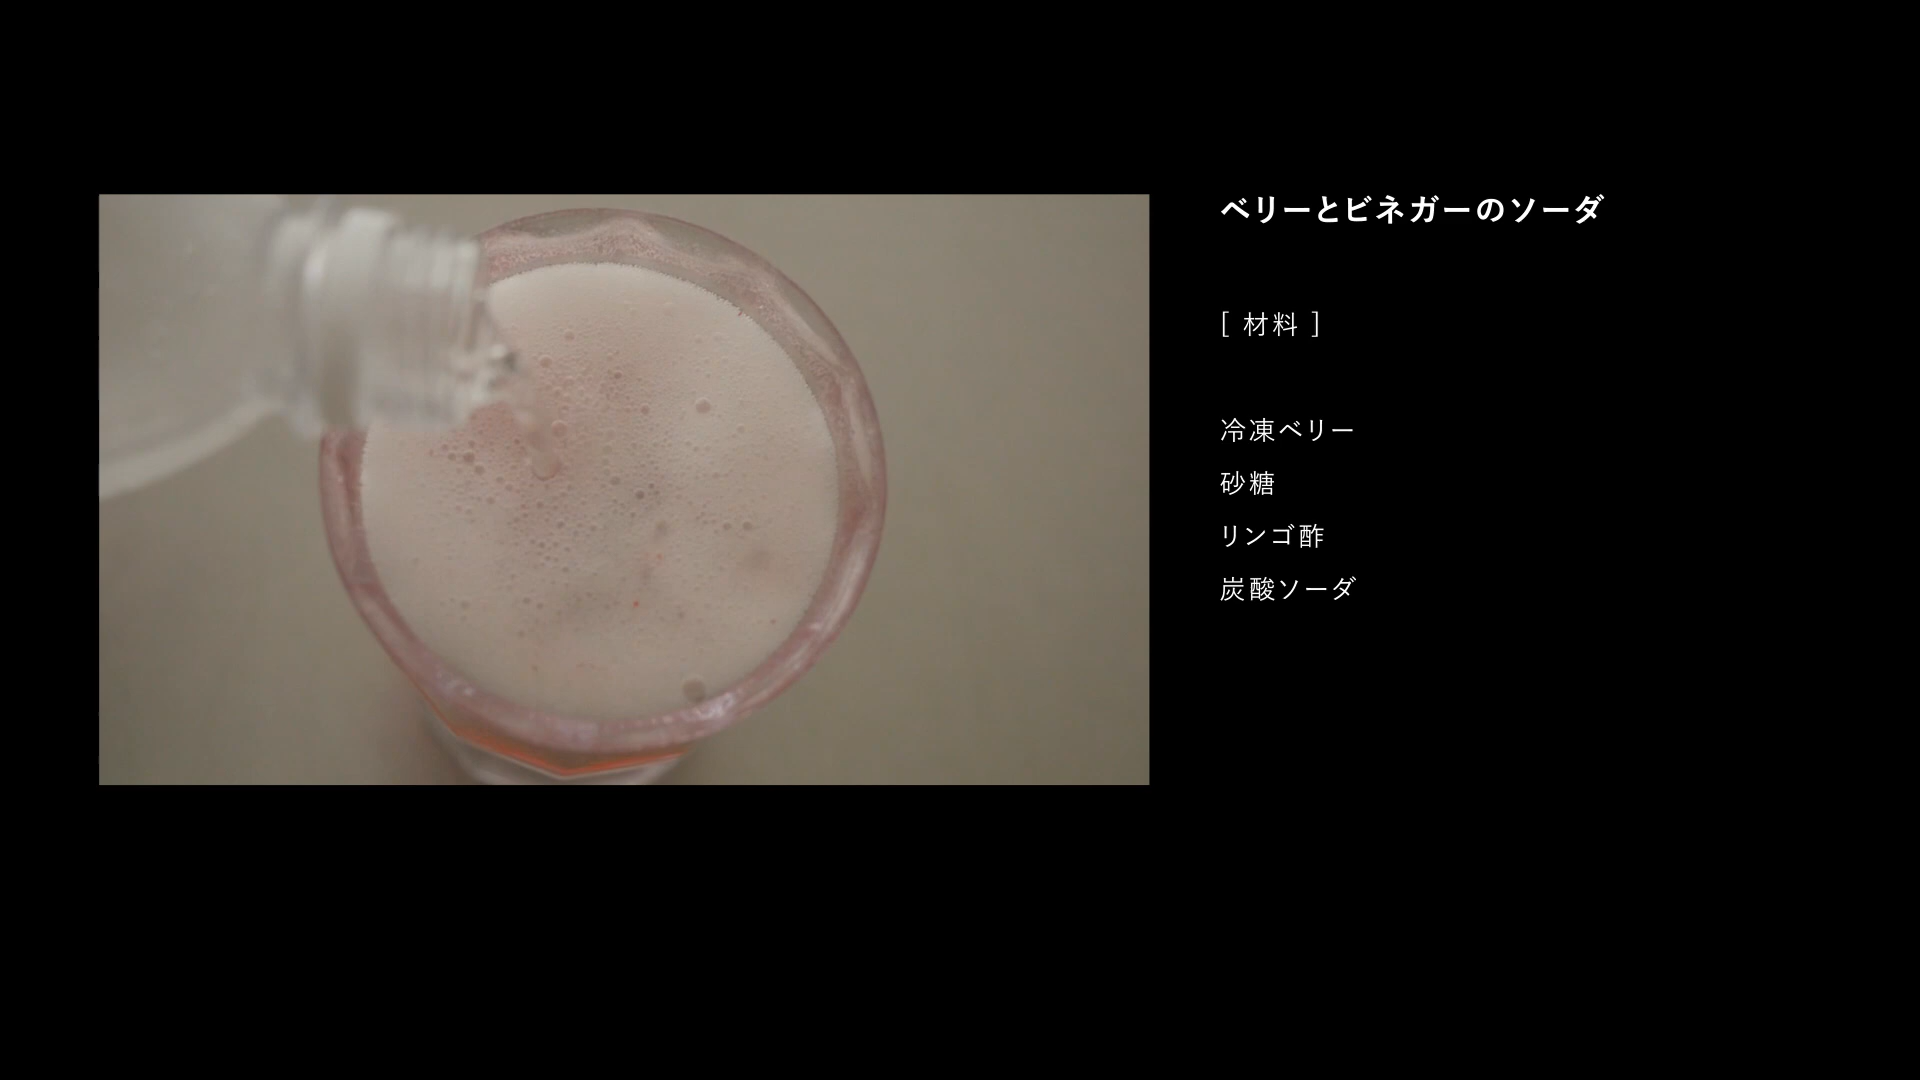 ベリーとビネガーのソーダ
[ 材料 ]
冷凍ベリー
砂糖
リンゴ酢
炭酸ソーダ